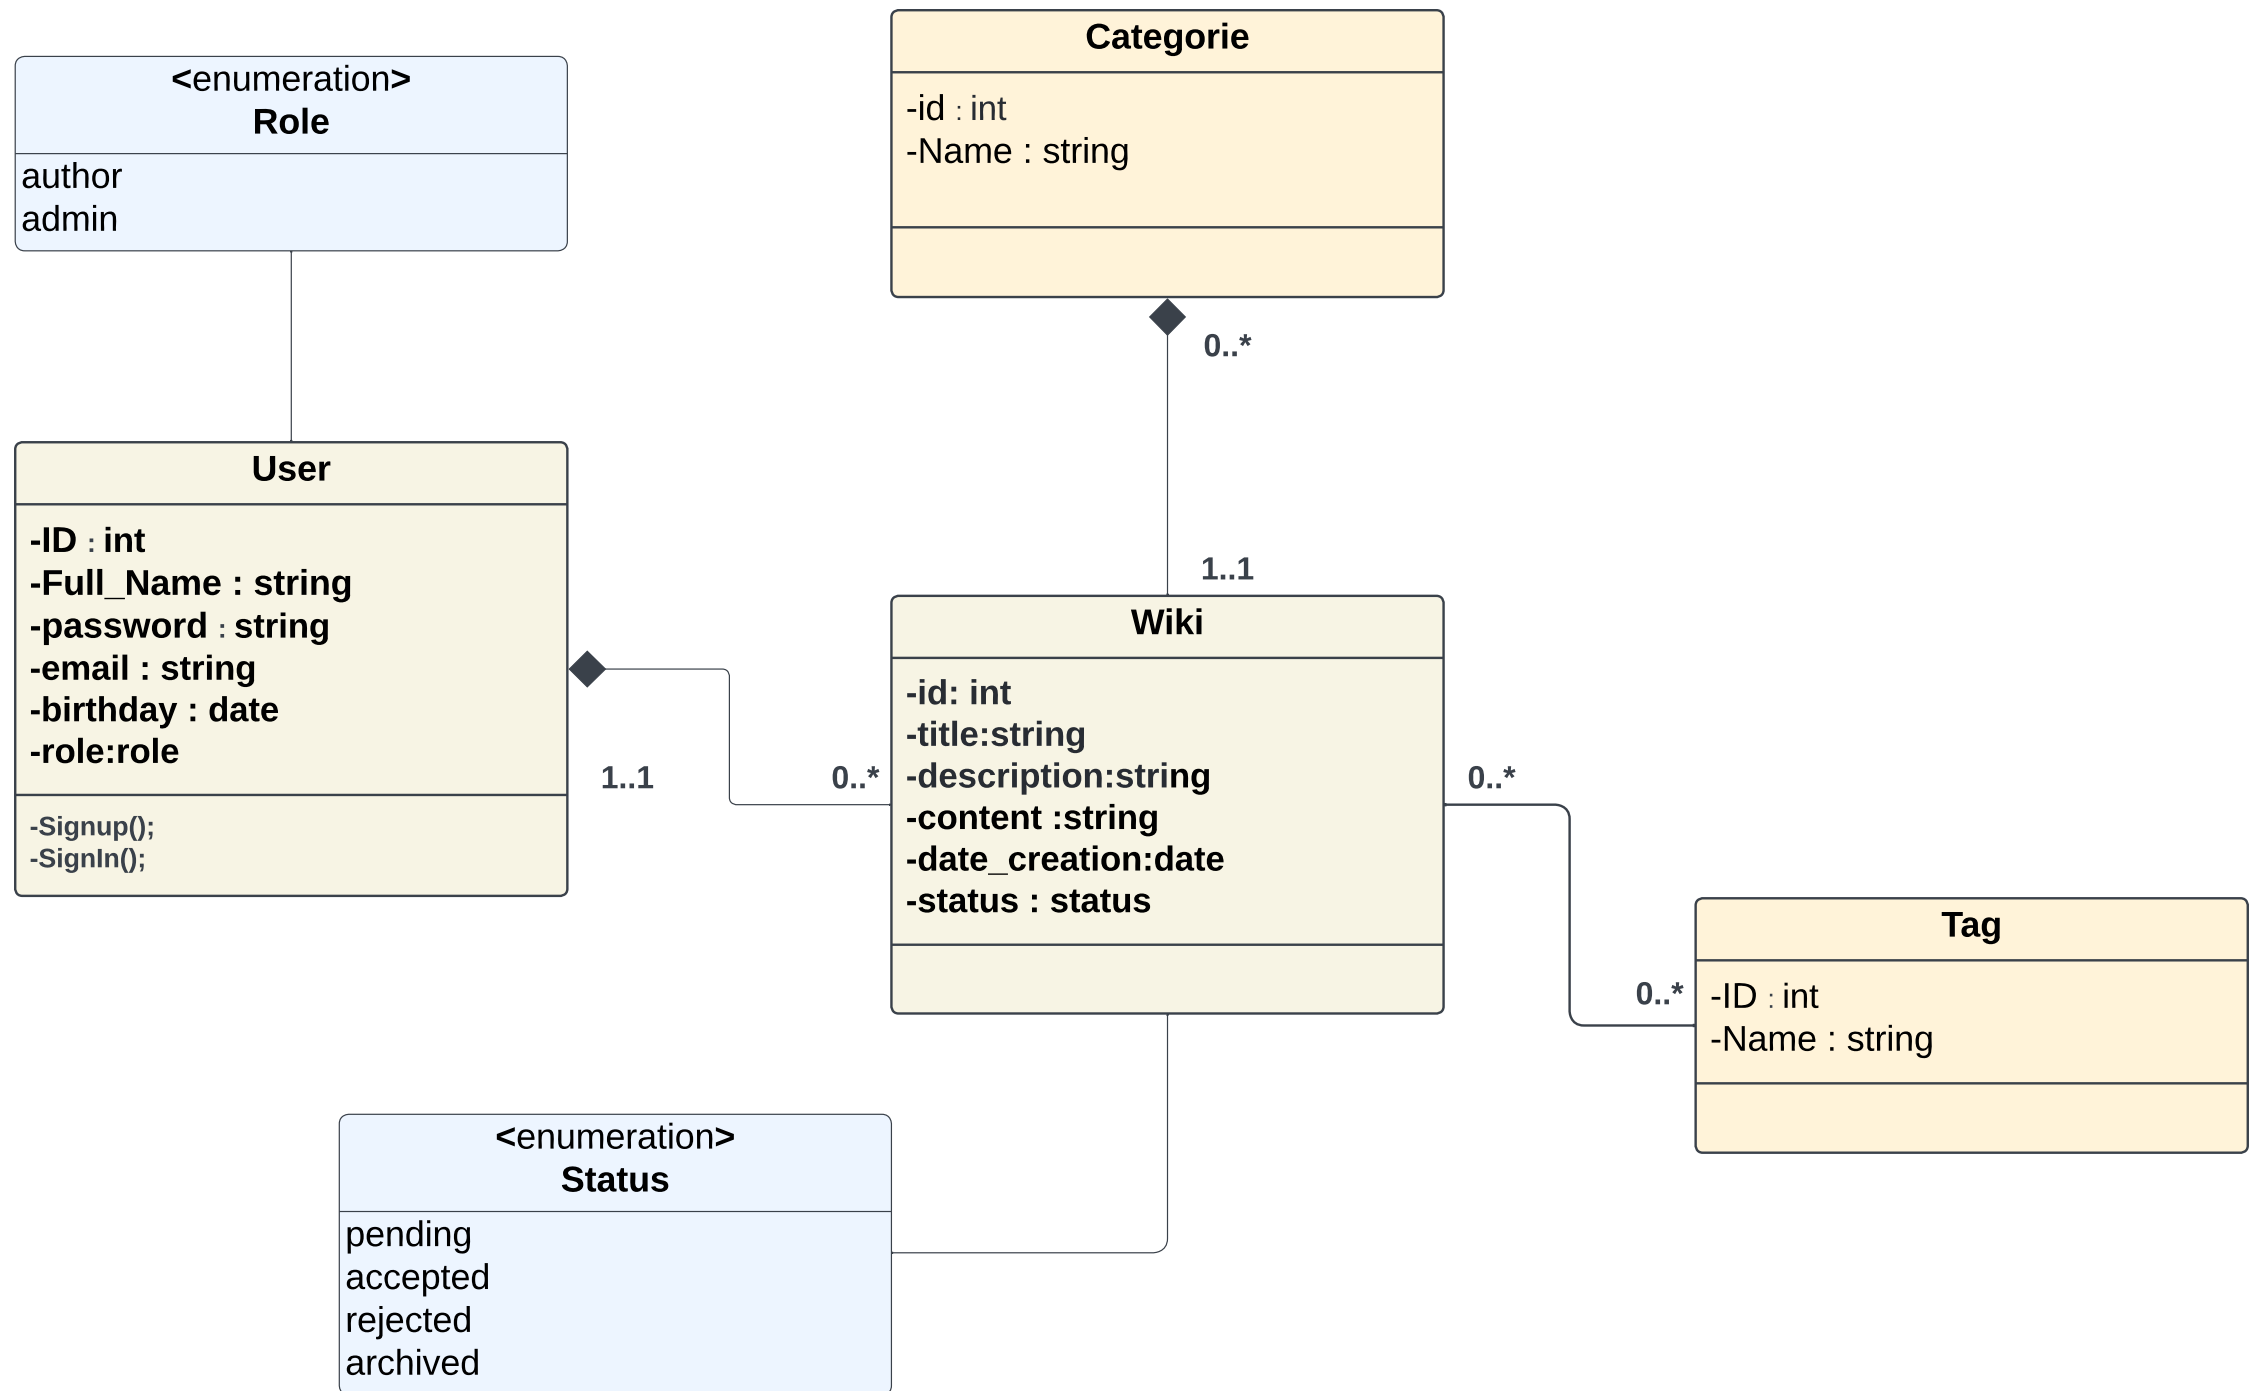 <enumeration>
Role
author
admin
Categorie
-id : int
-Name : string
0..*
1..1
User
-ID : int
-Full_Name : string
-password : string
-email : string
-birthday : date
-role:role
-Signup();
-SignIn();
1..1
0..*
Wiki
-id: int
-title:string
-description:string
-content :string
-date_creation:date
-status : status
0..*
0..*
Tag
-ID : int
-Name : string
<enumeration>
Status
pending
accepted
rejected
archived